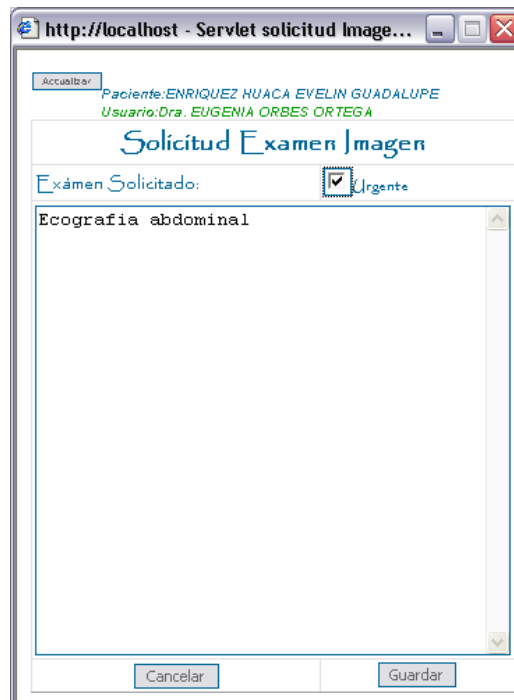 http://localhost - Servlet solicitud Image...
Accualizar
Paciente:ENRIQUEZ HUACA EVELIN GUADALUPE
Usuario:Dra. EUGENIA ORBES ORTEGA
Solicitud Examen Imagen
Exámen Solicitado:
Urgente
Ecografia abdominal
Cancelar
Guardar